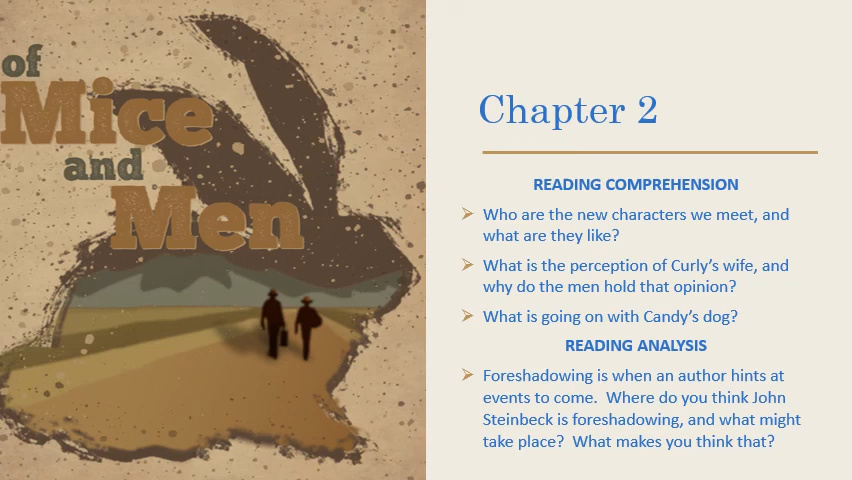 of
Mice
and
Men
Chapter 2
READING COMPREHENSION
➢ Who are the new characters we meet, and
what are they like?
➢ What is the perception of Curly’s wife, and
why do the men hold that opinion?
➢ What is going on with Candy’s dog?
READING ANALYSIS
➢ Foreshadowing is when an author hints at
events to come.  Where do you think John
Steinbeck is foreshadowing, and what might
take place?  What makes you think that?